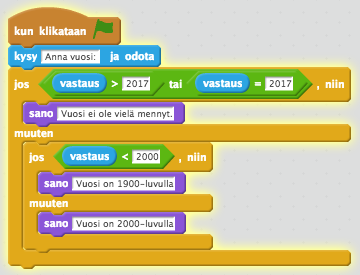 kun klikataan
kysy Anna vuosi: ja odota
jos vastaus > 2017 tai vastaus = 2017 , niin
sano Vuosi ei ole vielä mennyt.
muuten
jos vastaus < 2000 , niin
sano Vuosi on 1900-luvulla
muuten
sano Vuosi on 2000-luvulla